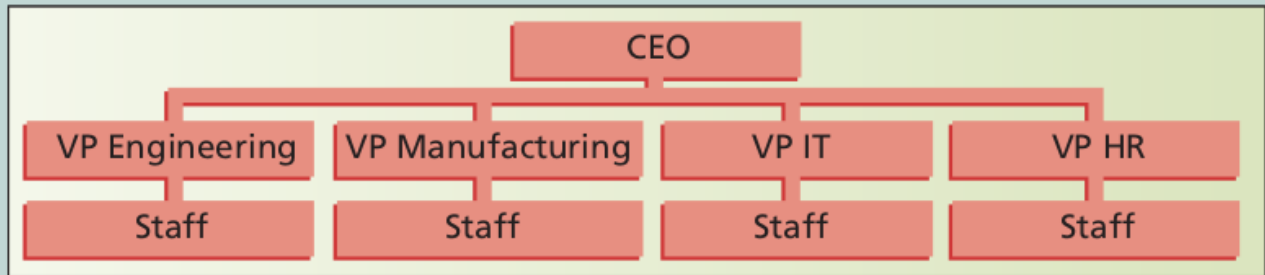 CEO
VP Engineering
VP Manufacturing
VP IT
VP HR
Staff
Staff
Staff
Staff